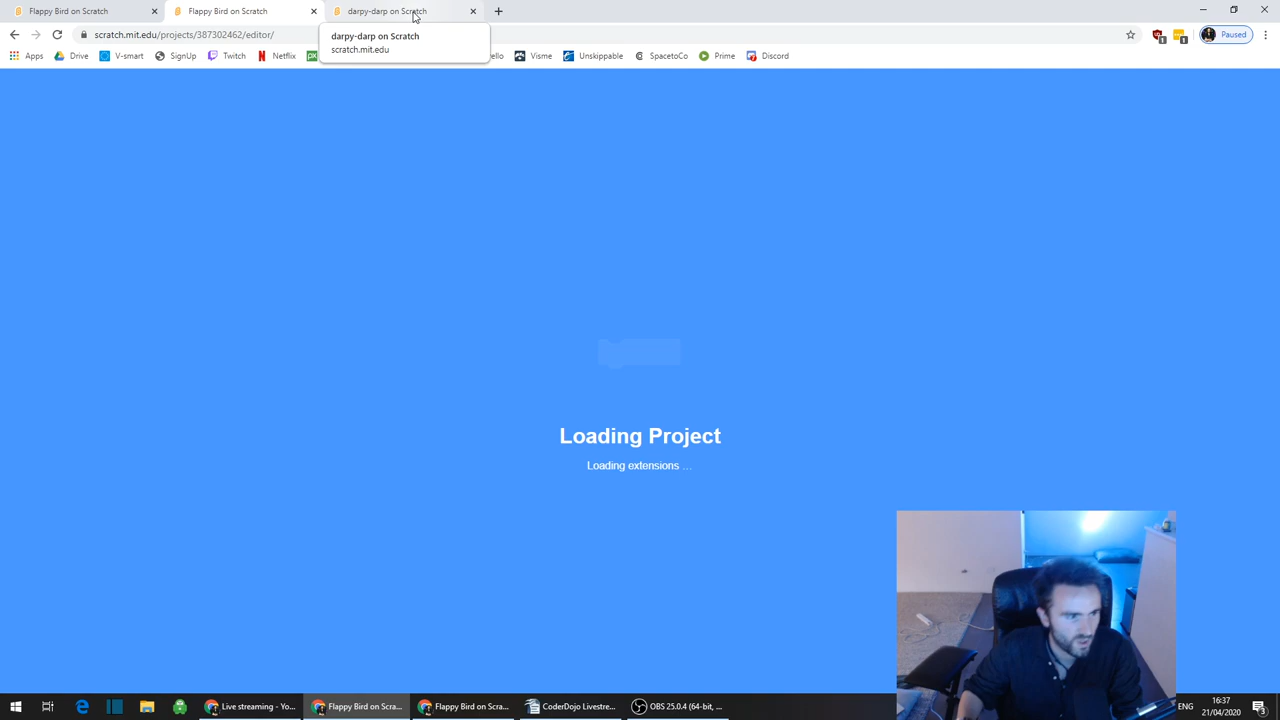 Flappy Bird on Scratch
Flappy Bird on Scratch
darpy-darp on Scratch
scratch.mit.edu/projects/387302462/editor/
darpy-darp on Scratch
scratch.mit.edu
1
1
Paused
Apps
Drive
V-smart
SignUp
Twitch
Netflix
Visme
Unskippable
SpacetoCo
Prime
Discord
Loading Project
Loading extensions …
Live streaming - Yo...
Flappy Bird on Scra...
Flappy Bird on Scra...
CoderDojo Livestre...
OBS 25.0.4 (64-bit, ...
ENG
16:37
21/04/2020